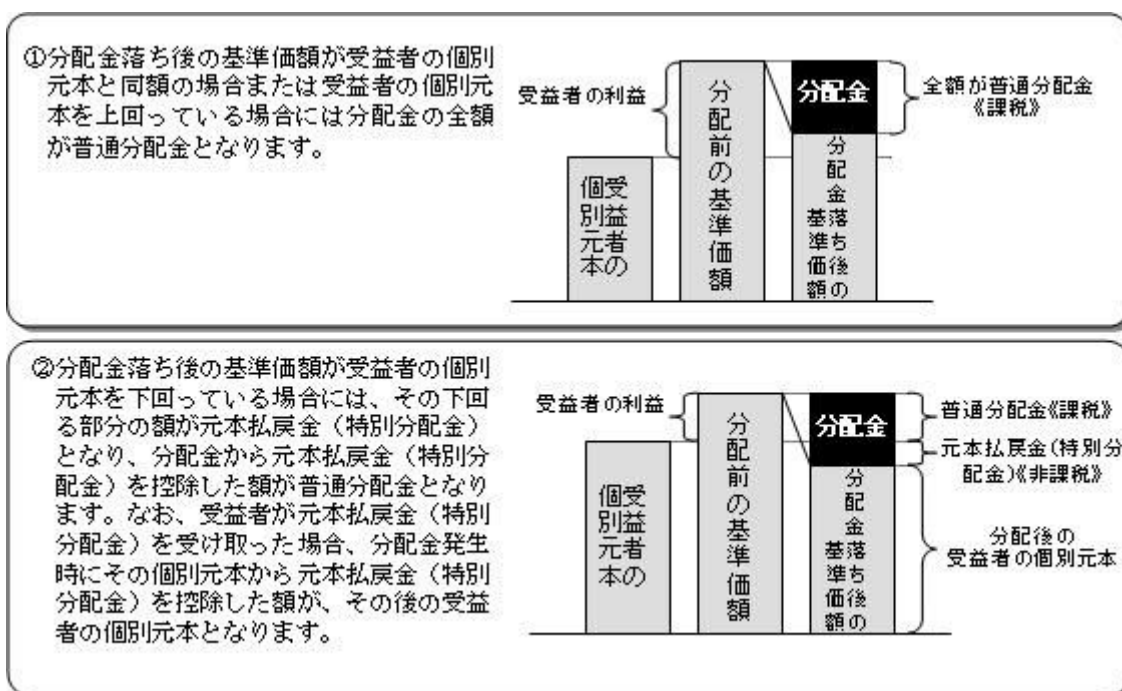 ①分配金落ち後の基準価額が受益者の個別
元本と同額の場合または受益者の個別元
本を上回っている場合には分配金の全額
が普通分配金となります。
受益者の利益
受益者の
個別元本
分配前の基準価額
分配金
分配金落ち後の
基準価額
全額が普通分配金
《課税》
②分配金落ち後の基準価額が受益者の個別
元本を下回っている場合には、その下回
る部分の額が元本払戻金（特別分配金）
となり、分配金から元本払戻金（特別分
配金）を控除した額が普通分配金となり
ます。なお、受益者が元本払戻金（特別
分配金）を受け取った場合、分配金発生
時にその個別元本から元本払戻金（特別
分配金）を控除した額が、その後の受益
者の個別元本となります。
受益者の利益
受益者の
個別元本
分配前の基準価額
分配金
分配金落ち後の
基準価額
普通分配金《課税》
元本払戻金(特別分
配金)《非課税》
分配後の
受益者の個別元本